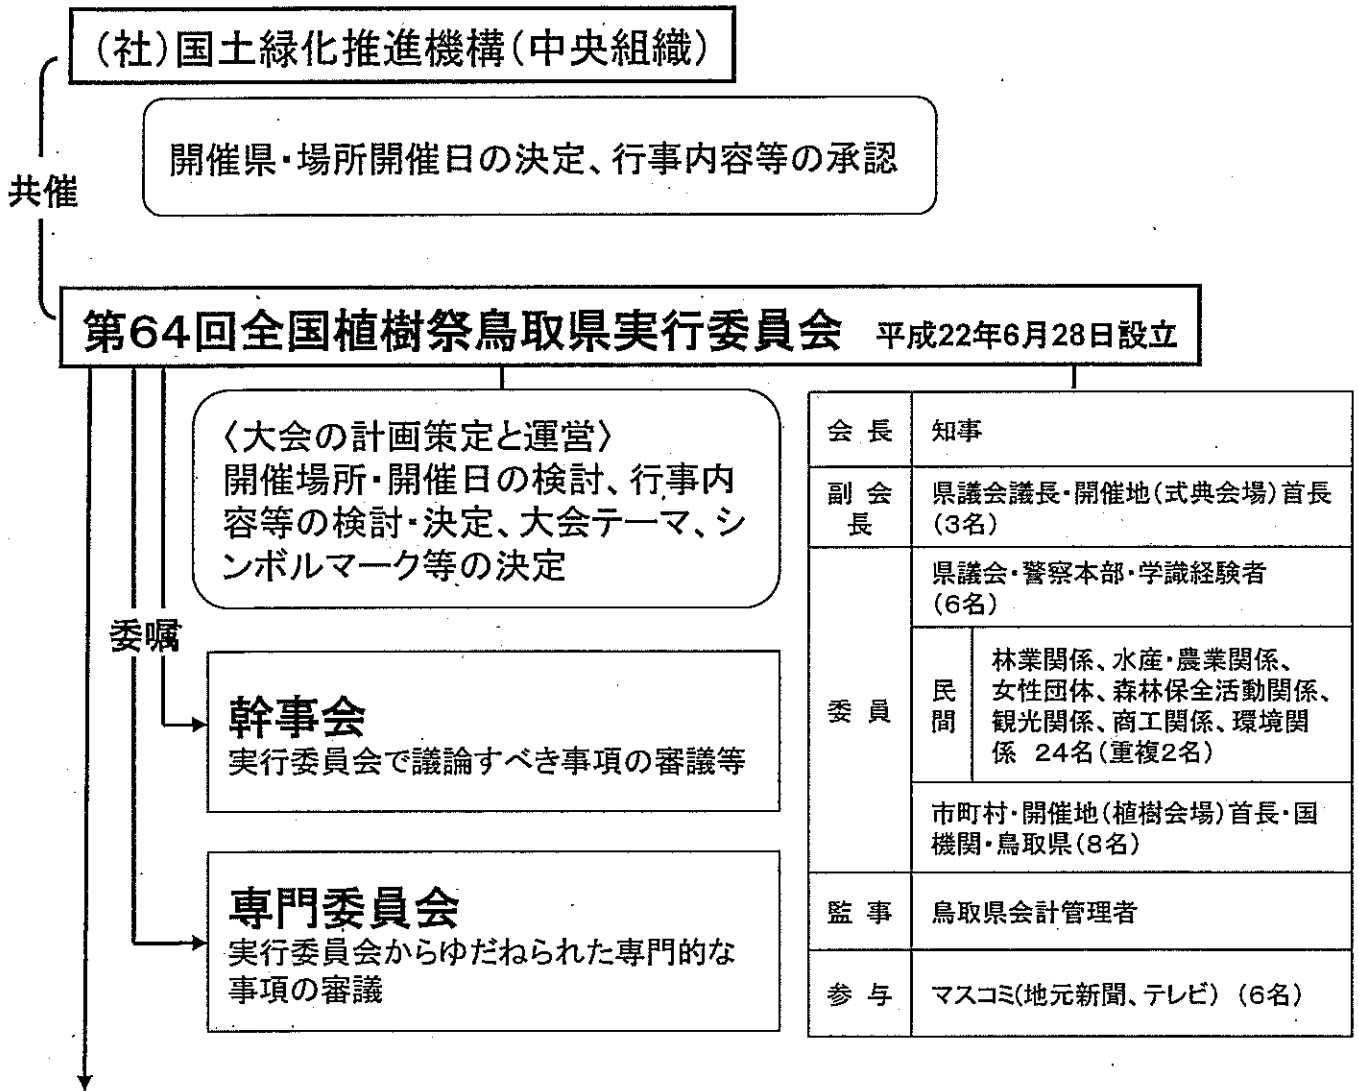 (社)国土緑化推進機構(中央組織)
開催県・場所開催日の決定、行事内容等の承認
共催
第64回全国植樹祭鳥取県実行委員会 平成22年6月28日設立
〈大会の計画策定と運営〉
開催場所・開催日の検討、行事内
容等の検討・決定、大会テーマ、シ
ンボルマーク等の決定
委嘱
幹事会
実行委員会で議論すべき事項の審議等
専門委員会
実行委員会からゆだねられた専門的な
事項の審議
会長 知事
副会
長
県議会議長・開催地(式典会場)首長
(3名)
委員
県議会・警察本部・学識経験者
(6名)
民
間
林業関係、水産・農業関係、
女性団体、森林保全活動関係、
観光関係、商工関係、環境関
係 24名(重複2名)
市町村・開催地(植樹会場)首長・国
機関・鳥取県(8名)
監事 鳥取県会計管理者
参与 マスコミ(地元新聞、テレビ) (6名)